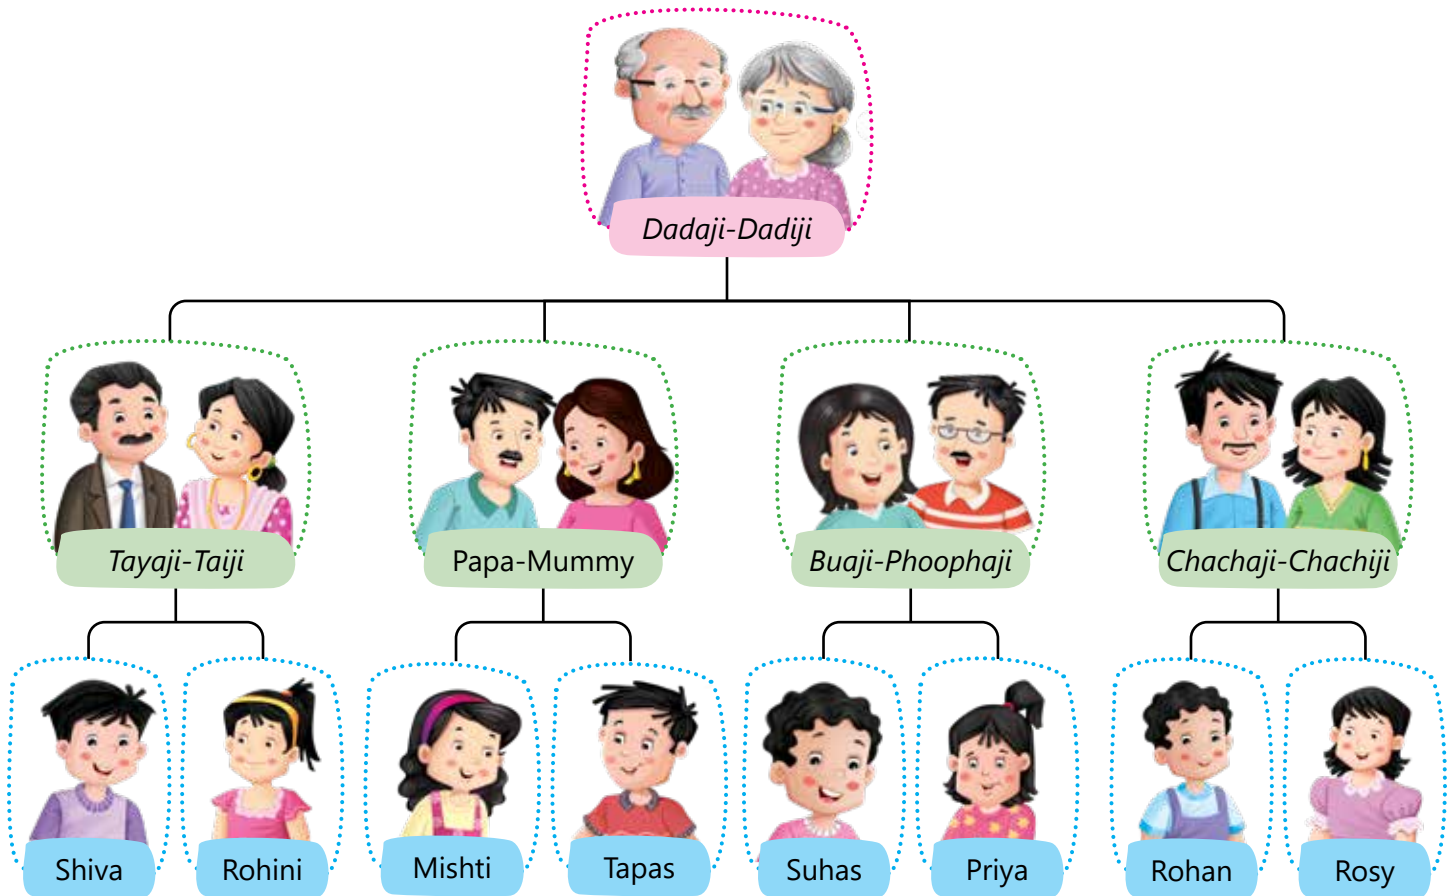 Dadaji-Dadiji
Tayaji-Taiji
Papa-Mummy
Buaji-Phoophaji
Chachaji-Chachiji
Shiva
Rohini
Mishti
Tapas
Suhas
Priya
Rohan
Rosy